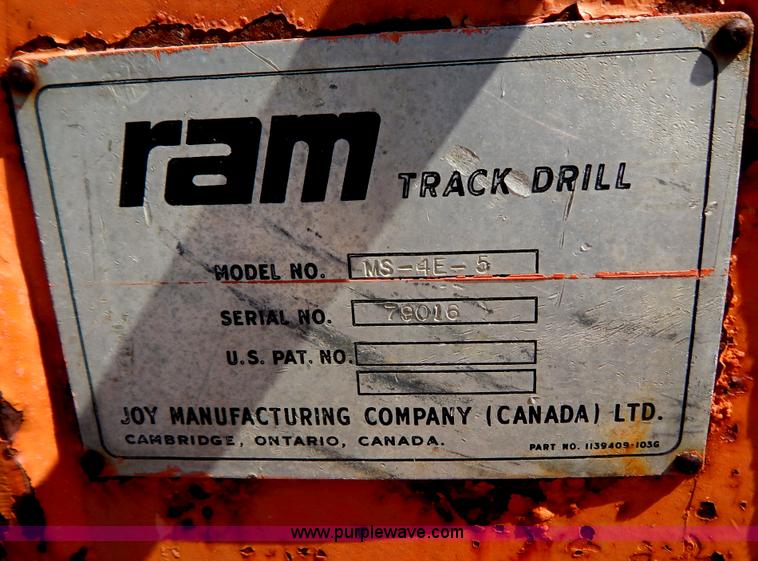 ram TRACK DRILL
MODEL NO. MS-4E-5
SERIAL NO. 79016
U.S. PAT. NO.
JOY MANUFACTURING COMPANY (CANADA) LTD.
CAMBRIDGE, ONTARIO, CANADA.
PART NO. 1139409-103G
www.purplewave.com